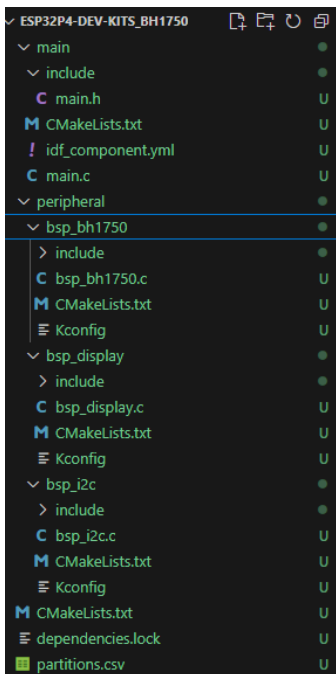 ESP32P4-DEV-KITS_BH1750
main
include
C main.h U
M CMakeLists.txt U
! idf_component.yml U
C main.c U
peripheral
bsp_bh1750
include
C bsp_bh1750.c U
M CMakeLists.txt U
Kconfig U
bsp_display
include
C bsp_display.c U
M CMakeLists.txt U
Kconfig U
bsp_i2c
include
C bsp_i2c.c U
M CMakeLists.txt U
Kconfig U
M CMakeLists.txt U
dependencies.lock U
partitions.csv U